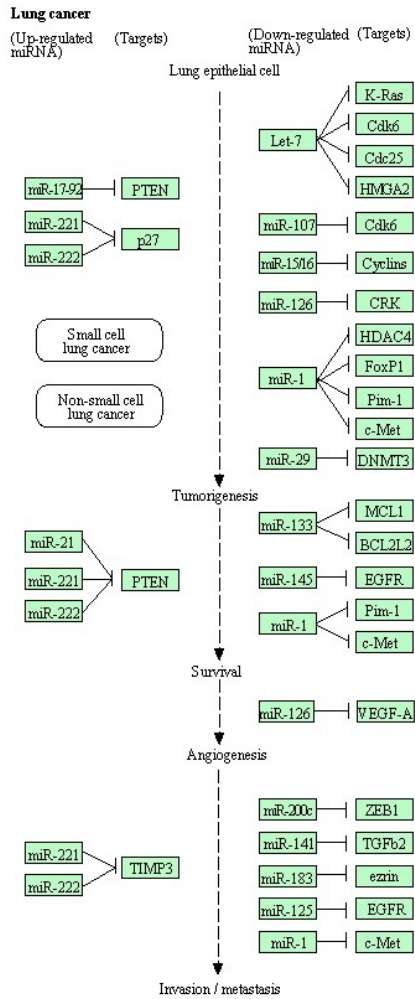 Lung cancer
(Up-regulated
miRNA)
(Targets)
(Down-regulated
miRNA)
(Targets)
Lung epithelial cell
K-Ras
Cdk6
Let-7
Cdc25
HMGA2
miR-17-92
PTEN
miR-221
p27
miR-222
miR-107
Cdk6
miR-15/16
Cyclins
miR-126
CRK
Small cell
lung cancer
Non-small cell
lung cancer
HDAC4
FoxP1
miR-1
Pim-1
c-Met
miR-29
DNMT3
Tumorigenesis
miR-21
miR-221
PTEN
miR-222
MCL1
miR-133
BCL2L2
miR-145
EGFR
Pim-1
miR-1
c-Met
Survival
miR-126
VEGF-A
Angiogenesis
miR-221
TIMP3
miR-222
miR-200c
ZEB1
miR-141
TGFb2
miR-183
ezrin
miR-125
EGFR
miR-1
c-Met
Invasion / metastasis